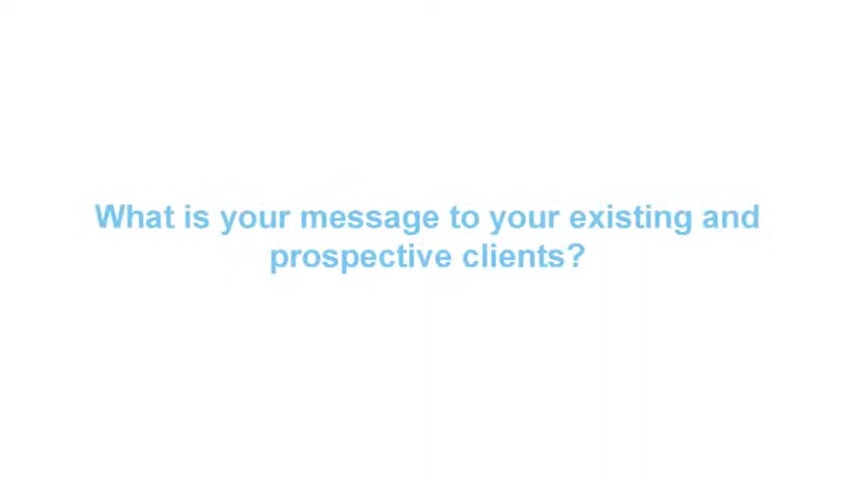 What is your message to your existing and
prospective clients?